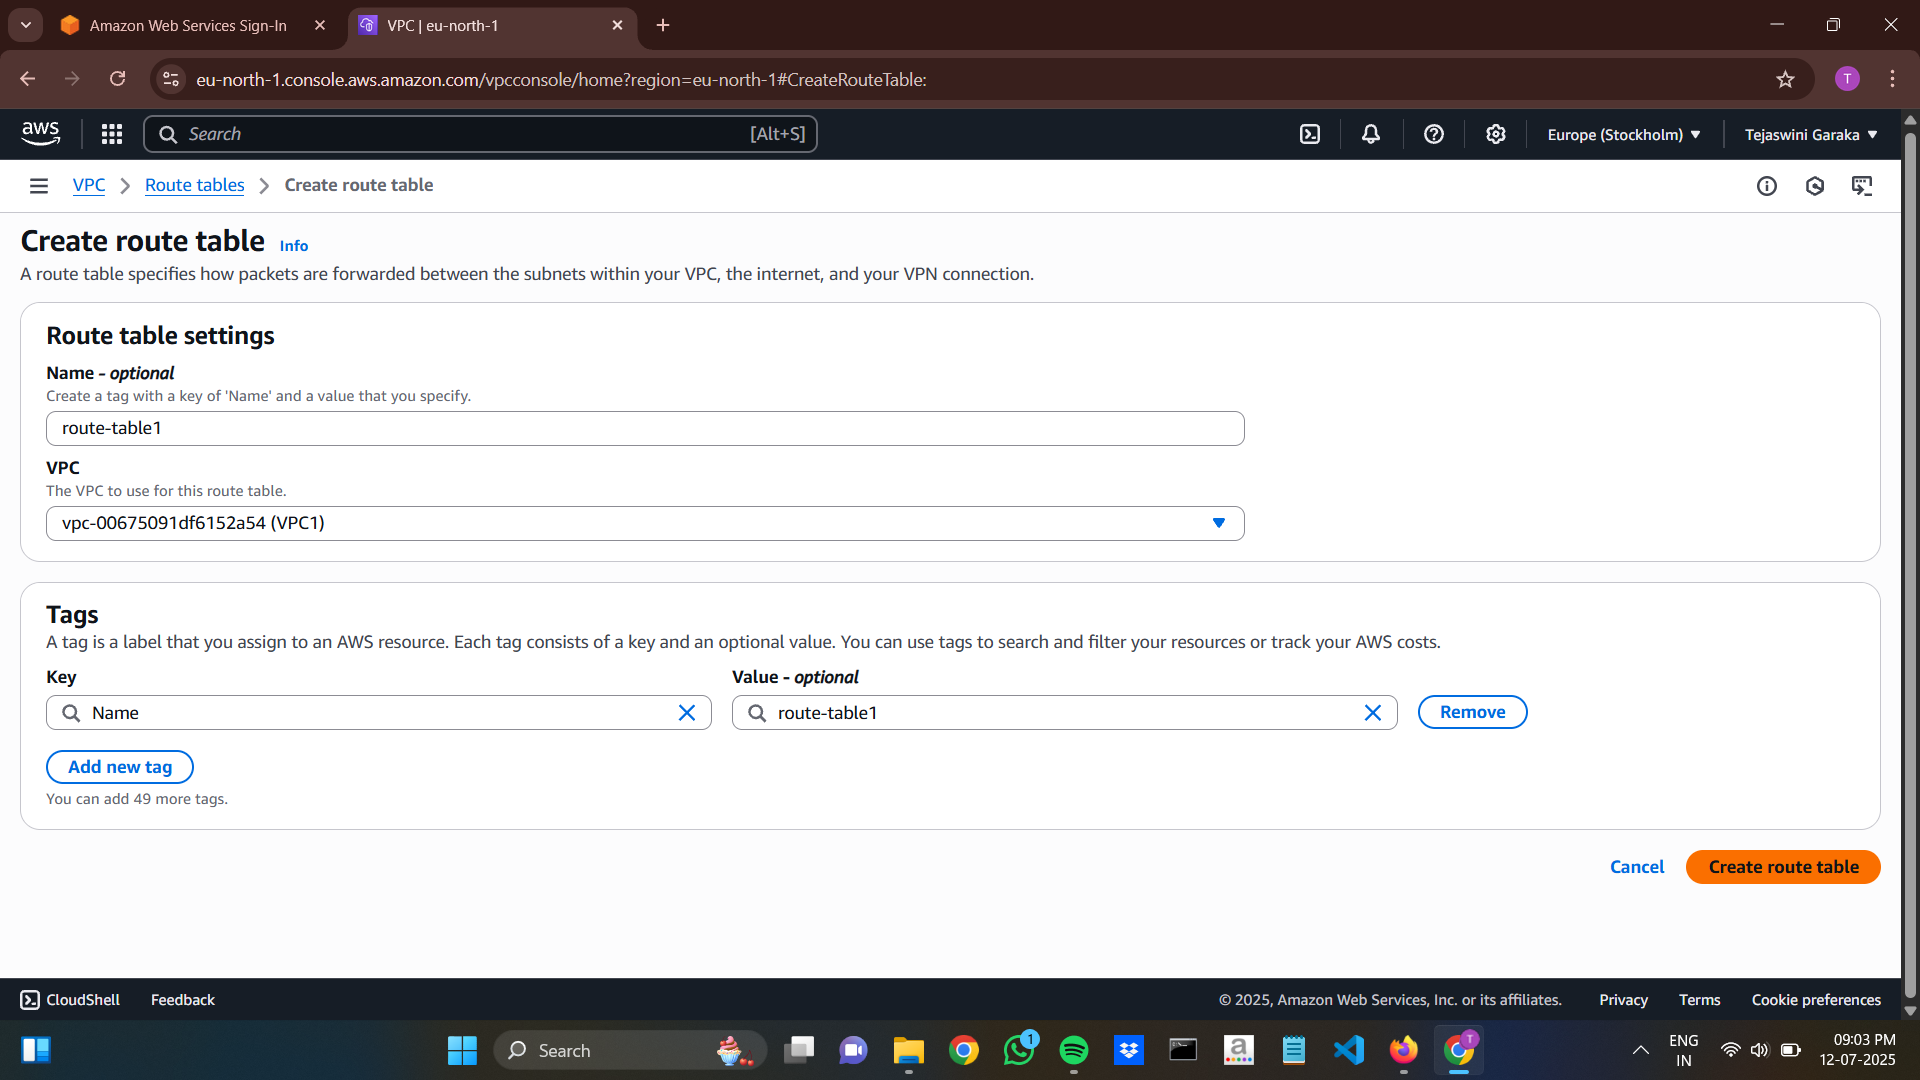 Amazon Web Services Sign-In
VPC | eu-north-1
eu-north-1.console.aws.amazon.com/vpcconsole/home?region=eu-north-1#CreateRouteTable:
T
aws
Search
[Alt+S]
Europe (Stockholm)
Tejaswini Garaka
VPC
Route tables
Create route table
Create route table
Info
A route table specifies how packets are forwarded between the subnets within your VPC, the internet, and your VPN connection.
Route table settings
Name - optional
Create a tag with a key of 'Name' and a value that you specify.
route-table1
VPC
The VPC to use for this route table.
vpc-00675091df6152a54 (VPC1)
Tags
A tag is a label that you assign to an AWS resource. Each tag consists of a key and an optional value. You can use tags to search and filter your resources or track your AWS costs.
Key
Value - optional
Name
route-table1
Remove
Add new tag
You can add 49 more tags.
Cancel
Create route table
CloudShell
Feedback
© 2025, Amazon Web Services, Inc. or its affiliates.
Privacy
Terms
Cookie preferences
Search
1
a
T
ENG
IN
09:03 PM
12-07-2025